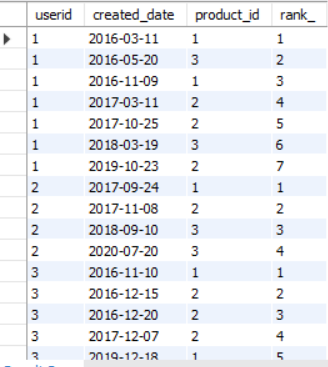 userid created_date product_id rank_
1 2016-03-11 1 1
1 2016-05-20 3 2
1 2016-11-09 1 3
1 2017-03-11 2 4
1 2017-10-25 2 5
1 2018-03-19 3 6
1 2019-10-23 2 7
2 2017-09-24 1 1
2 2017-11-08 2 2
2 2018-09-10 3 3
2 2020-07-20 3 4
3 2016-11-10 1 1
3 2016-12-15 2 2
3 2016-12-20 2 3
3 2017-12-07 2 4
3 2019-12-18 1 5